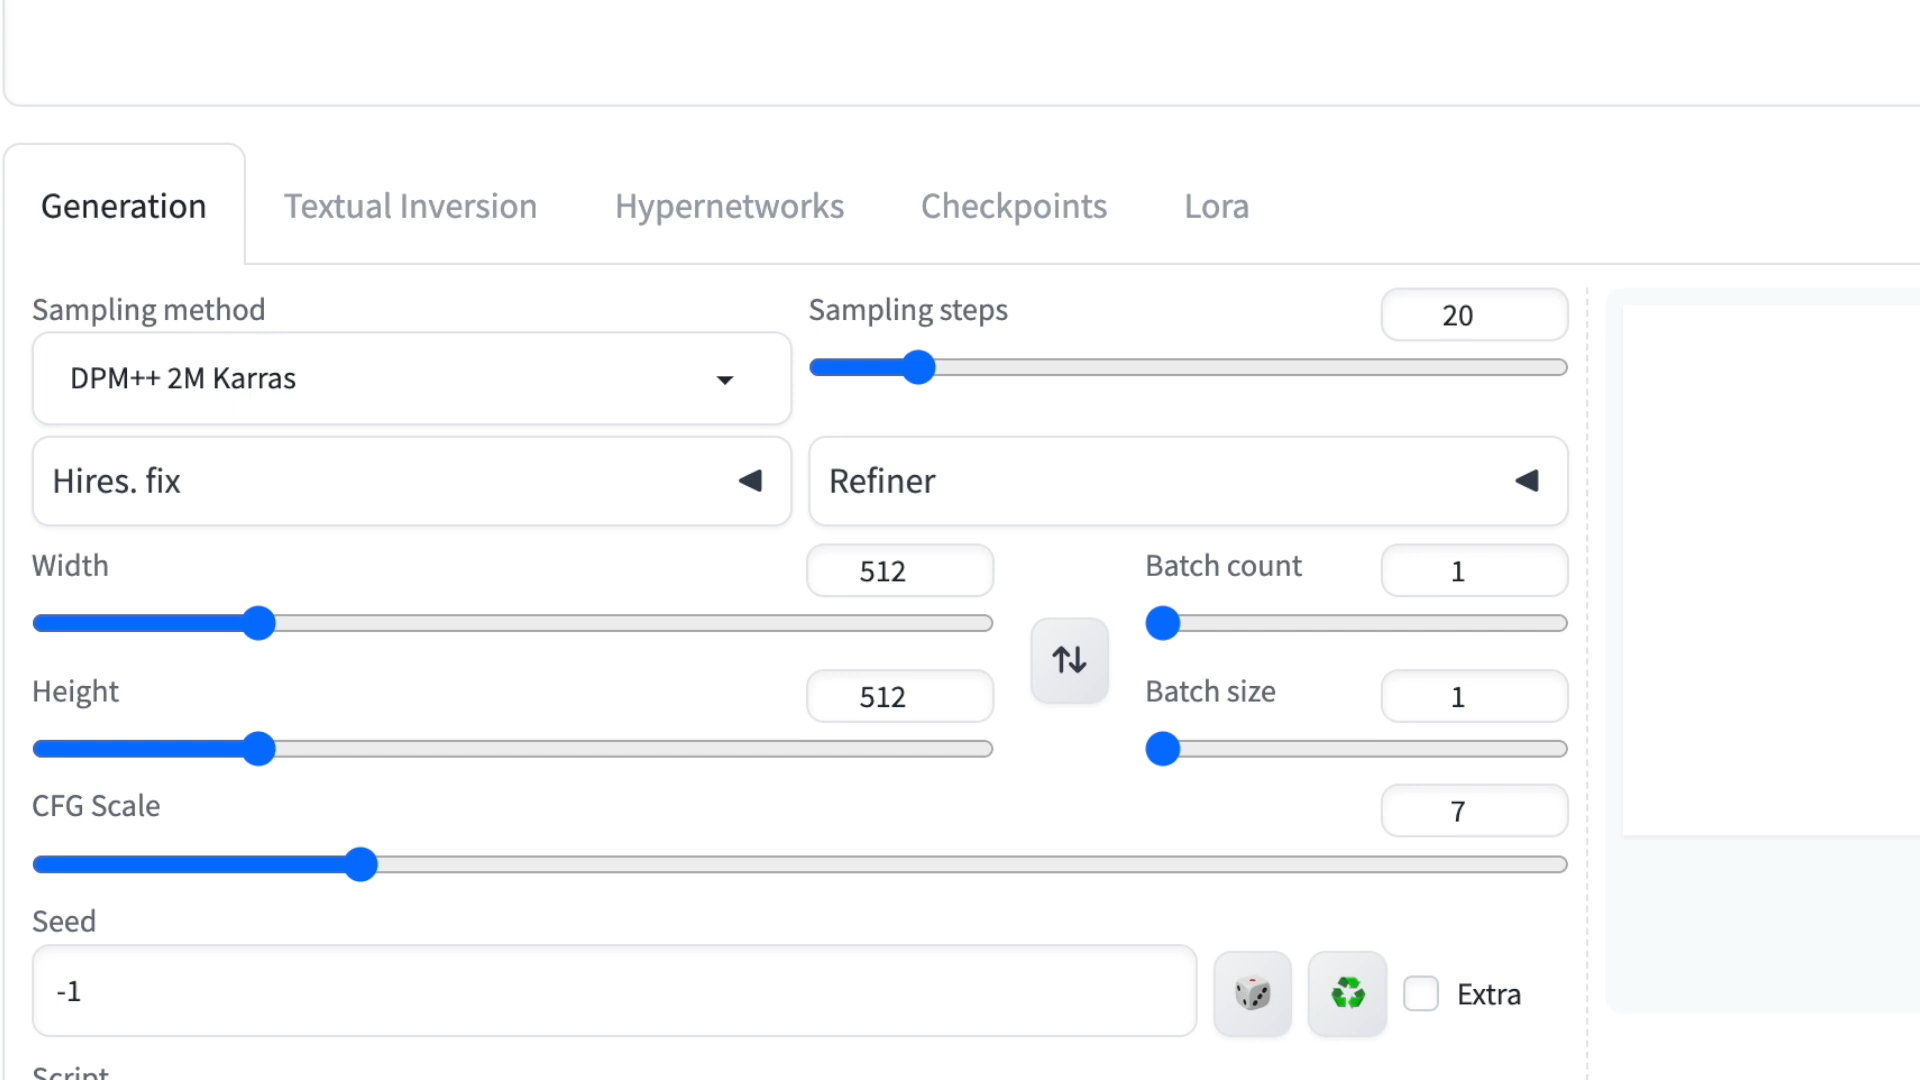 Generation Textual Inversion Hypernetworks Checkpoints Lora
Sampling method
DPM++ 2M Karras
Sampling steps 20
Hires. fix
Refiner
Width 512
Height 512
Batch count 1
Batch size 1
CFG Scale 7
Seed
-1
Extra
Script